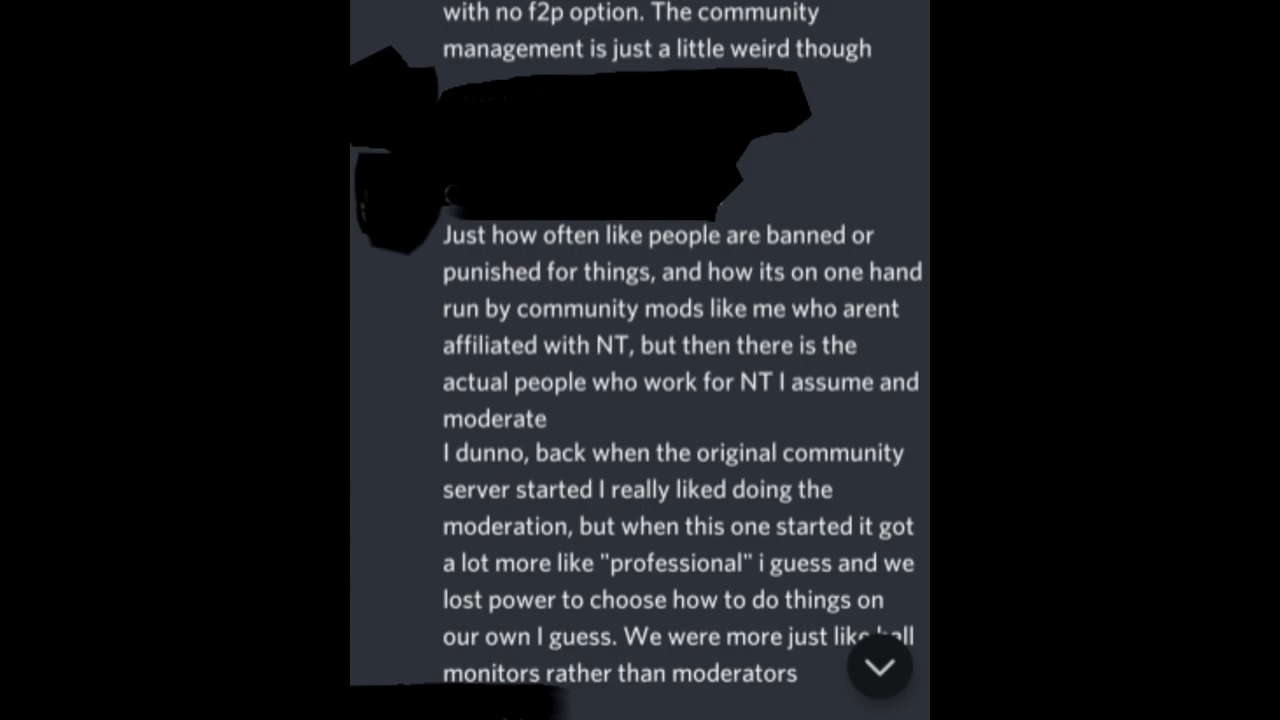 with no f2p option. The community
management is just a little weird though
Just how often like people are banned or
punished for things, and how its on one hand
run by community mods like me who arent
affiliated with NT, but then there is the
actual people who work for NT I assume and
moderate
I dunno, back when the original community
server started I really liked doing the
moderation, but when this one started it got
a lot more like "professional" i guess and we
lost power to choose how to do things on
our own I guess. We were more just like hall
monitors rather than moderators